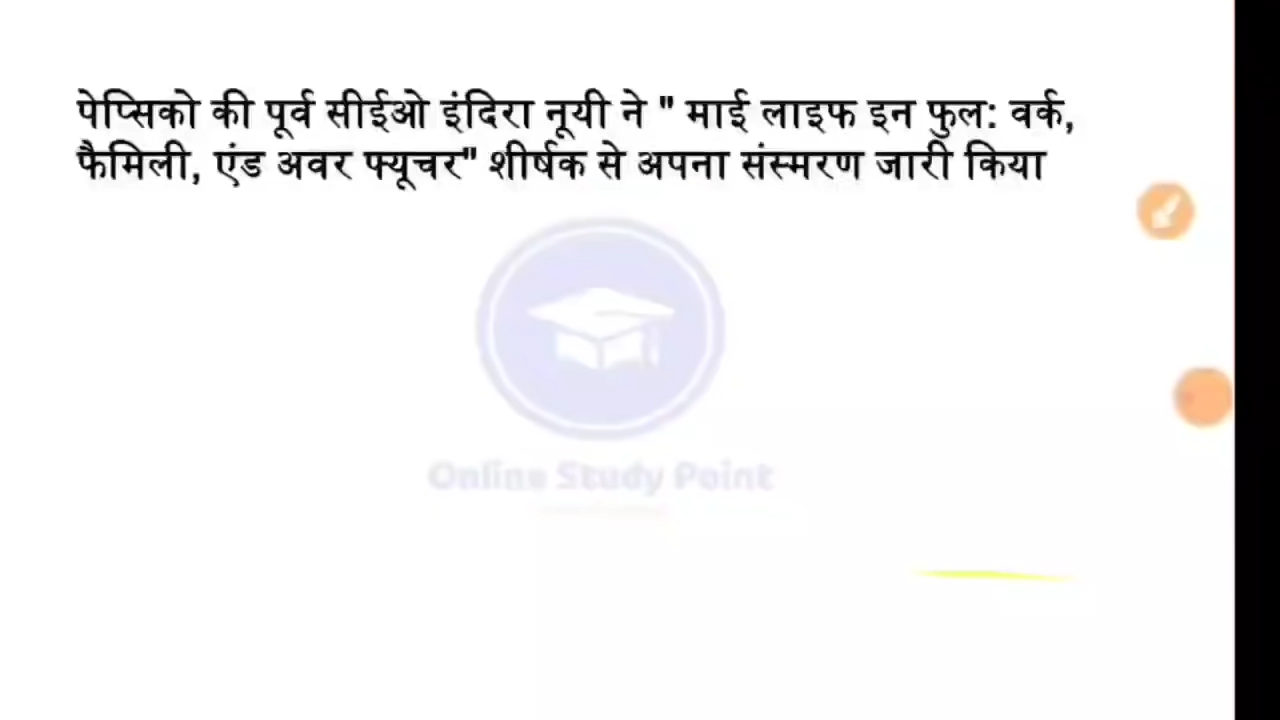 पेप्सिको की पूर्व सीईओ इंदिरा नूयी ने " माई लाइफ इन फुल: वर्क,
फैमिली, एंड अवर फ्यूचर" शीर्षक से अपना संस्मरण जारी किया
Online Study Point